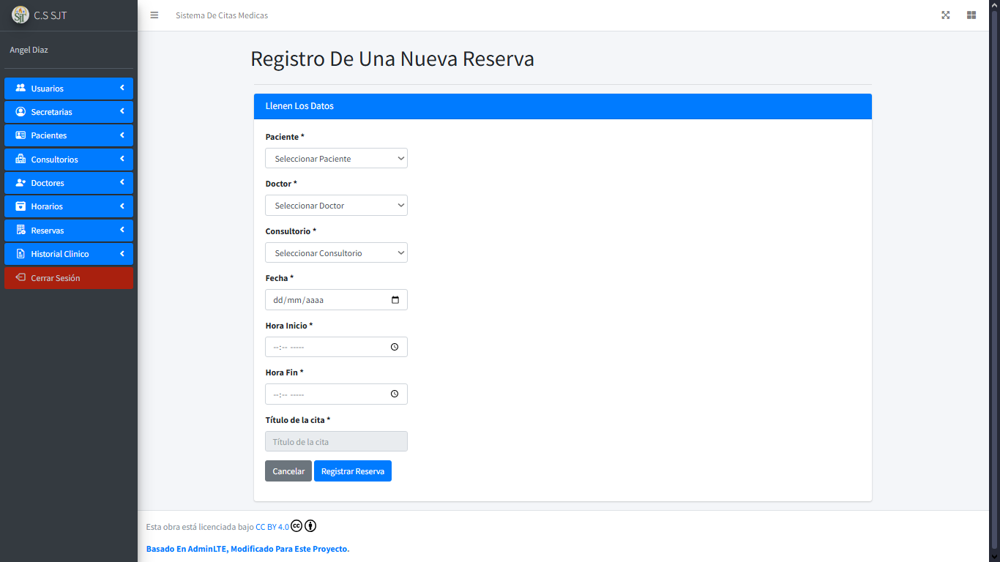 C.S SJT
Sistema De Citas Medicas
Angel Diaz
Usuarios
Secretarias
Pacientes
Consultorios
Doctores
Horarios
Reservas
Historial Clinico
Cerrar Sesión
Registro De Una Nueva Reserva
Llenen Los Datos
Paciente *
Seleccionar Paciente
Doctor *
Seleccionar Doctor
Consultorio *
Seleccionar Consultorio
Fecha *
dd/mm/aaaa
Hora Inicio *
--:-- -----
Hora Fin *
--:-- -----
Título de la cita *
Título de la cita
Cancelar Registrar Reserva
Esta obra está licenciada bajo CC BY 4.0
Basado En AdminLTE, Modificado Para Este Proyecto.